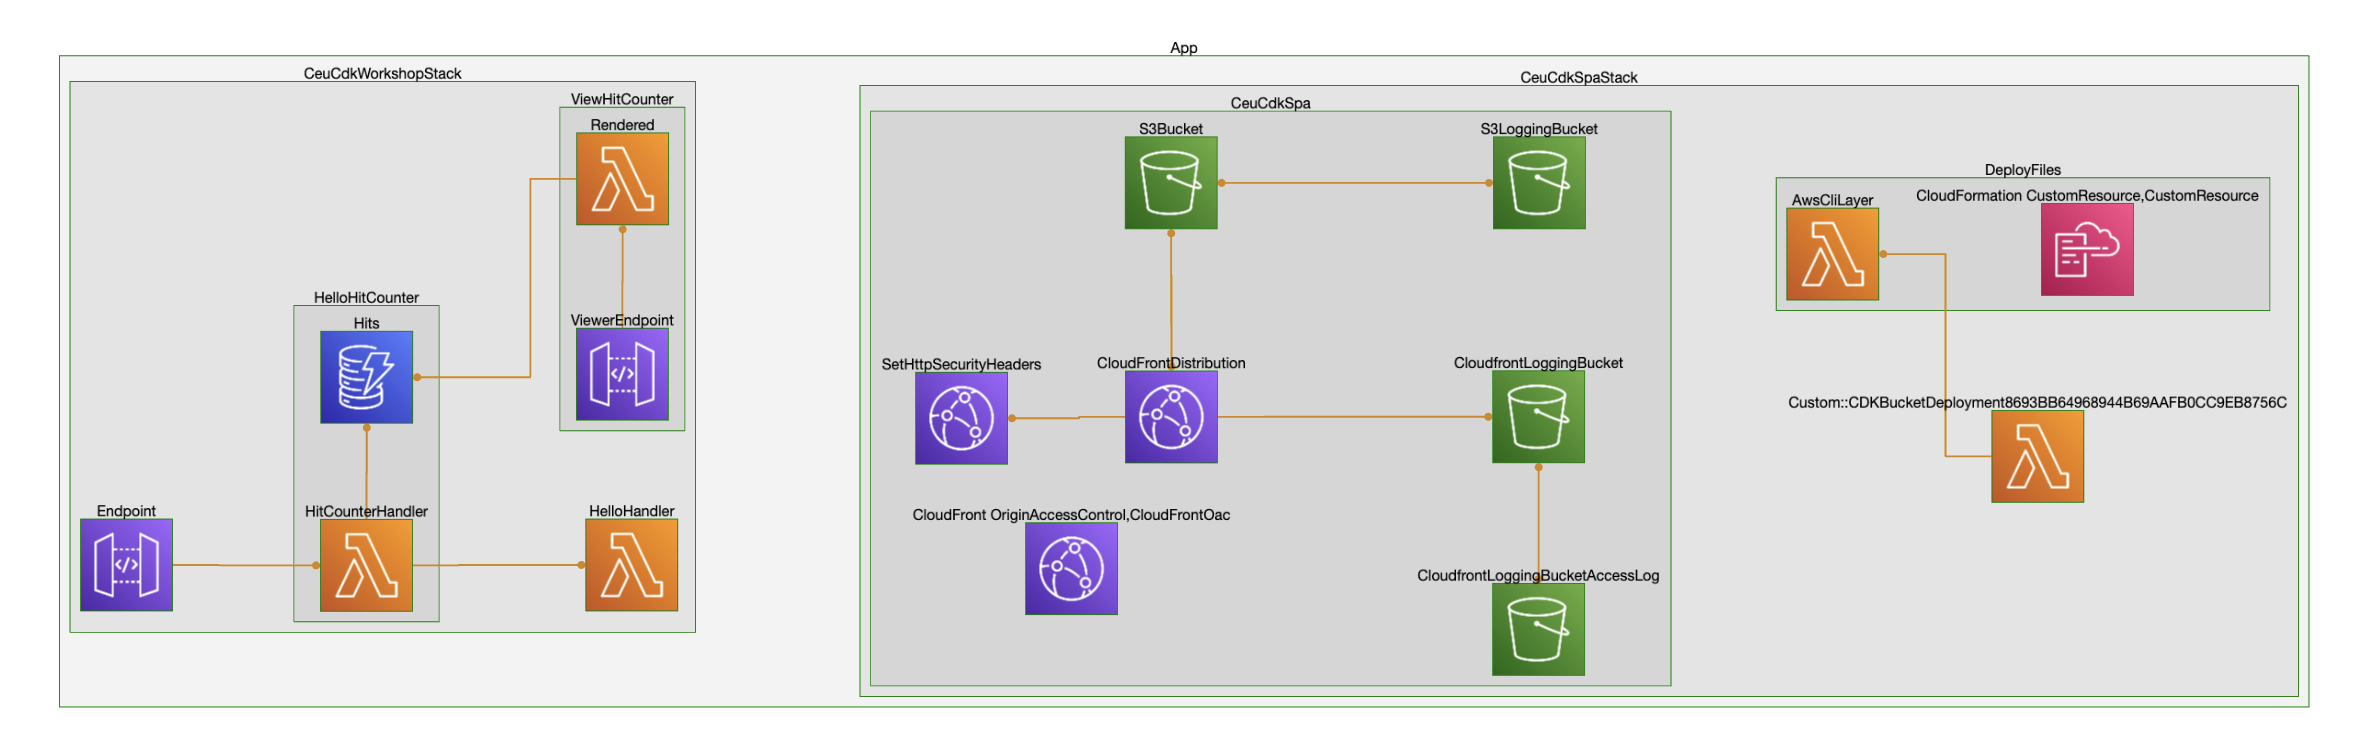 App
CeuCdkWorkshopStack
ViewHitCounter
Rendered
HelloHitCounter
Hits
ViewerEndpoint
</>
Endpoint
</>
HitCounterHandler
HelloHandler
CeuCdkSpaStack
CeuCdkSpa
S3Bucket
S3LoggingBucket
SetHttpSecurityHeaders
CloudFrontDistribution
CloudfrontLoggingBucket
CloudFront OriginAccessControl,CloudFrontOac
CloudfrontLoggingBucketAccessLog
DeployFiles
AwsCliLayer
CloudFormation CustomResource,CustomResource
Custom::CDKBucketDeployment8693BB64968944B69AAFB0CC9EB8756C